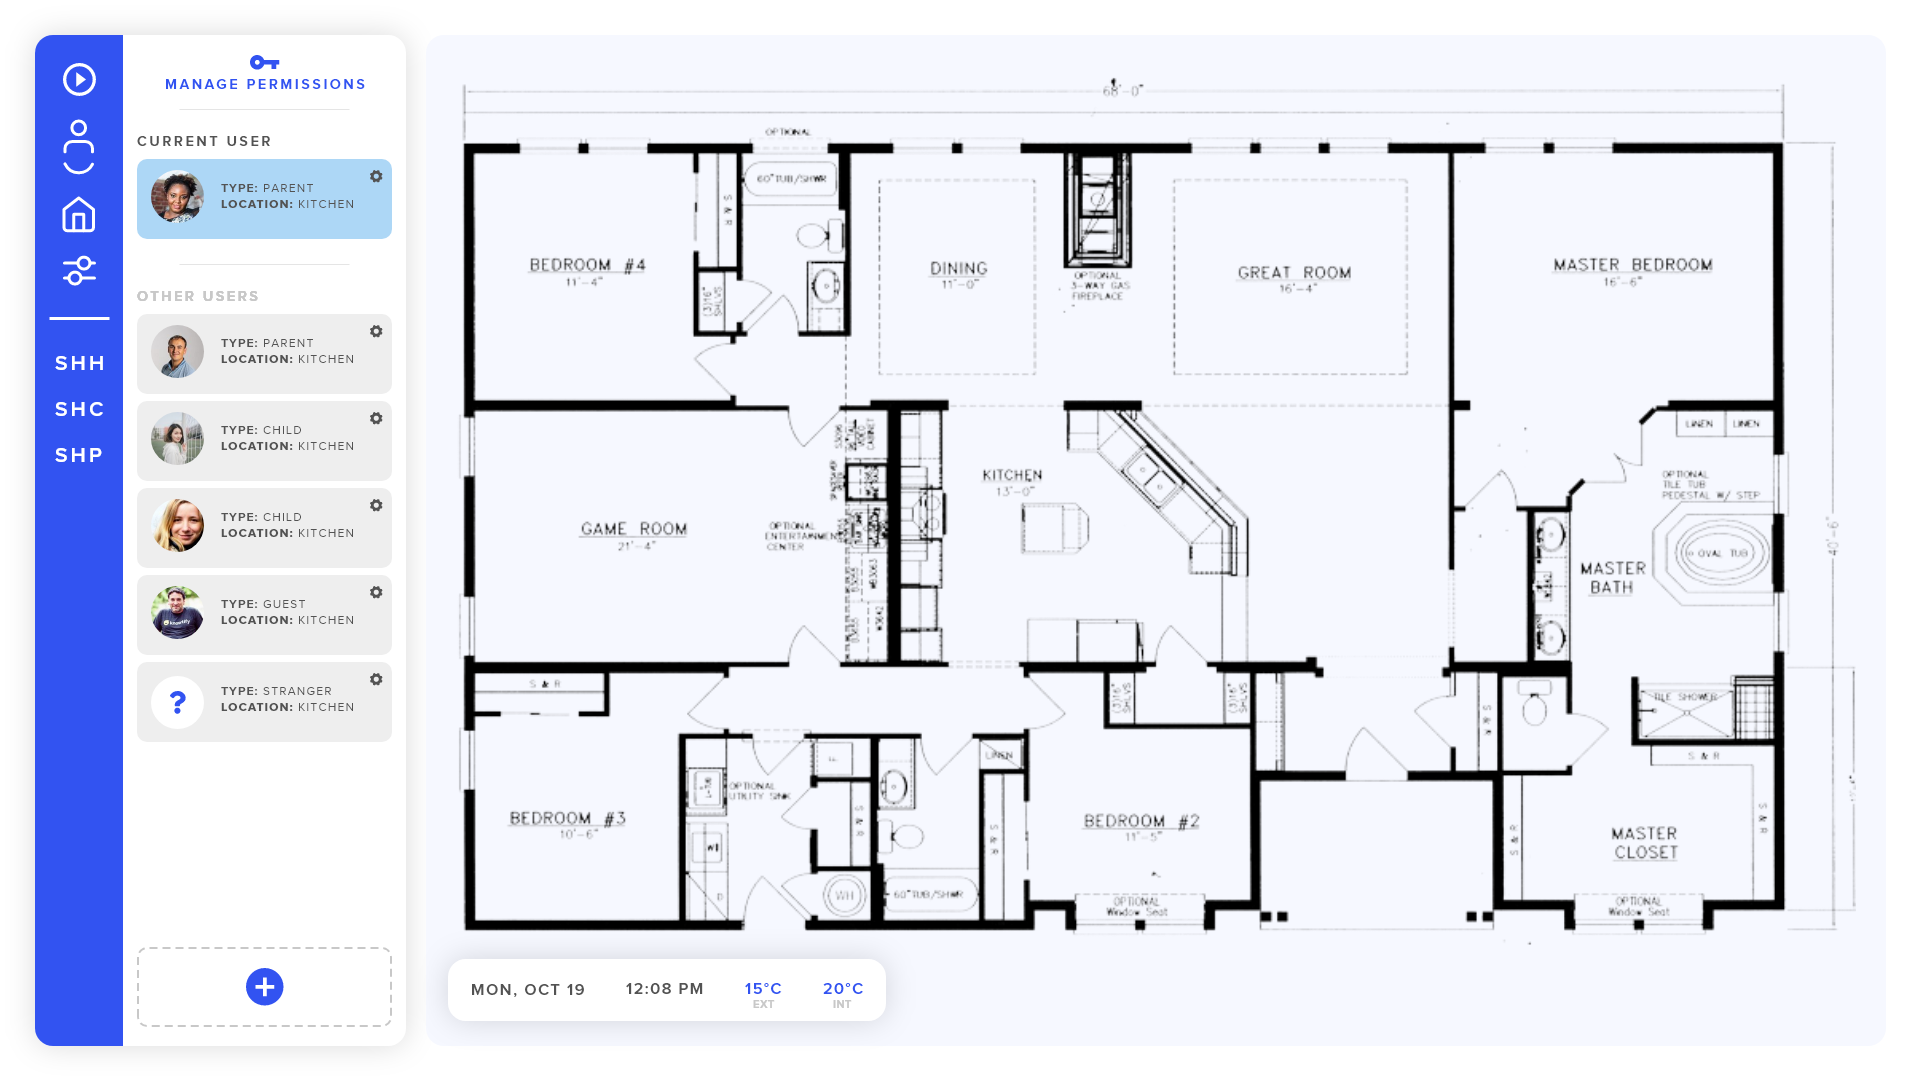 MANAGE PERMISSIONS
CURRENT USER
TYPE: PARENT
LOCATION: KITCHEN
OTHER USERS
TYPE: PARENT
LOCATION: KITCHEN
TYPE: CHILD
LOCATION: KITCHEN
TYPE: CHILD
LOCATION: KITCHEN
TYPE: GUEST
LOCATION: KITCHEN
?
TYPE: STRANGER
LOCATION: KITCHEN
SHH
SHC
SHP
68'-0"
OPTIONAL
60" TUB/SHWR
S & R
BEDROOM #4
11'-4"
(3)16"
SHLVS
DINING
11'-0"
OPTIONAL
3-WAY GAS
FIREPLACE
GREAT ROOM
16'-4"
MASTER BEDROOM
16'-6"
LINEN
LINEN
OPTIONAL
TILE TUB
PEDESTAL W/ STEP
OVAL TUB
40'-6"
KITCHEN
13'-0"
GAME ROOM
21'-4"
OPTIONAL
ENTERTAINMENT
CENTER
MASTER
BATH
S & R
(3)16"
SHLVS
(3)16"
SHLVS
S & R
TILE SHOWER
S & R
LINEN
OPTIONAL
UTILITY SINK
S & R
S & R
BEDROOM #3
10'-6"
BEDROOM #2
11'-5"
S & R
S & R
MASTER
CLOSET
D
WH
60" TUB/SHWR
OPTIONAL
Window Seat
OPTIONAL
Window Seat
MON, OCT 19
12:08 PM
15°C
EXT
20°C
INT